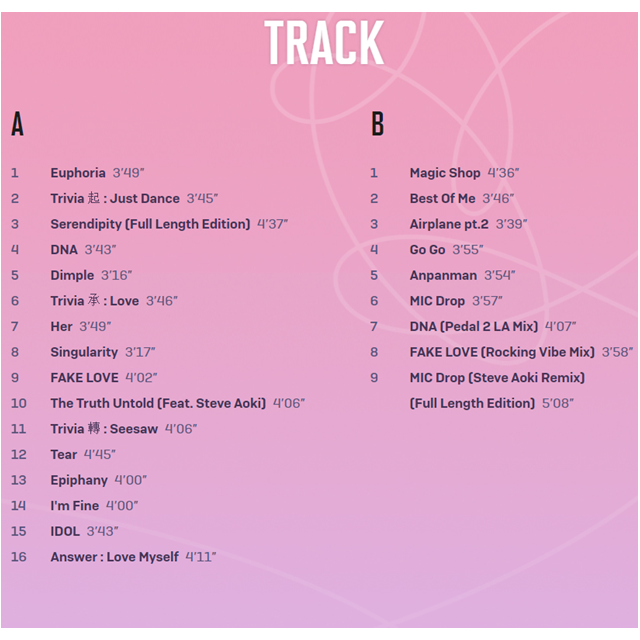 TRACK
A
1 Euphoria 3’49”
2 Trivia 起 : Just Dance 3’45”
3 Serendipity (Full Length Edition) 4’37”
4 DNA 3’43”
5 Dimple 3’16”
6 Trivia 承 : Love 3’46”
7 Her 3’49”
8 Singularity 3’17”
9 FAKE LOVE 4’02”
10 The Truth Untold (Feat. Steve Aoki) 4’06”
11 Trivia 轉 : Seesaw 4’06”
12 Tear 4’45”
13 Epiphany 4’00”
14 I'm Fine 4’00”
15 IDOL 3’43”
16 Answer : Love Myself 4’11”
B
1 Magic Shop 4’36”
2 Best Of Me 3’46”
3 Airplane pt.2 3’39”
4 Go Go 3’55”
5 Anpanman 3’54”
6 MIC Drop 3’57”
7 DNA (Pedal 2 LA Mix) 4’07”
8 FAKE LOVE (Rocking Vibe Mix) 3’58”
9 MIC Drop (Steve Aoki Remix)
(Full Length Edition) 5’08”